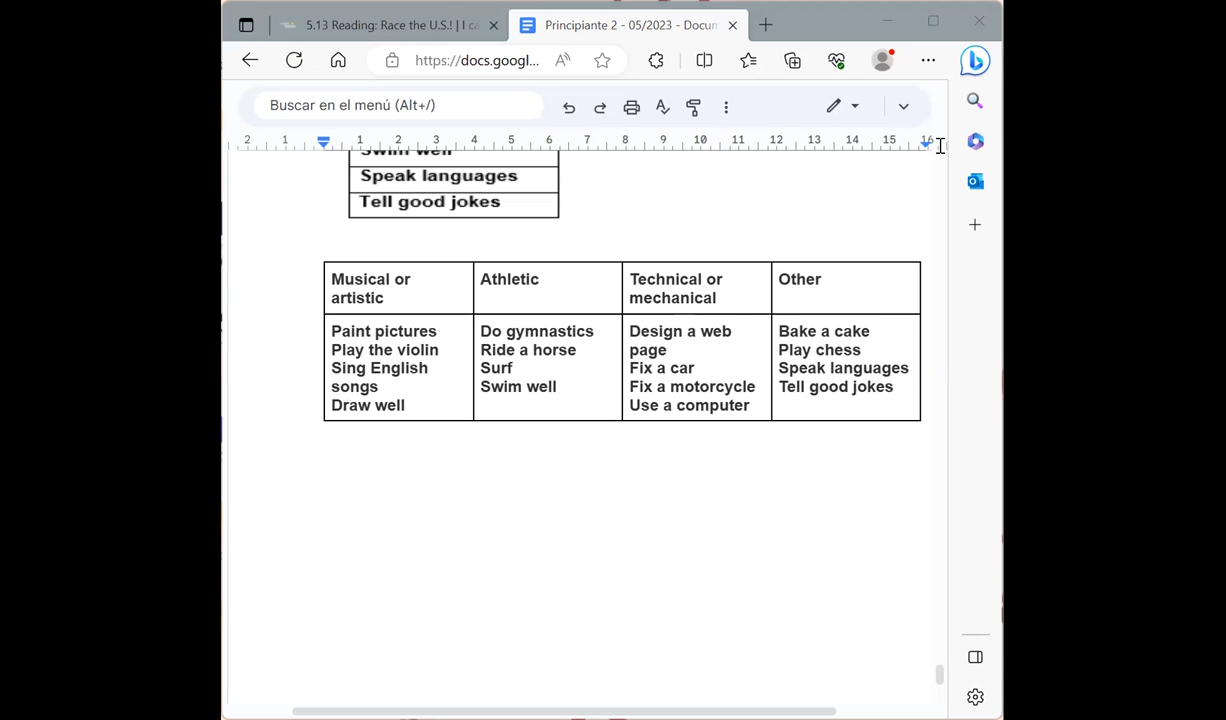 5.13 Reading: Race the U.S.! | I ca
Principiante 2 - 05/2023 - Docum
https://docs.googl...
Buscar en el menú (Alt+/)
2 1 1 2 3 4 5 6 7 8 9 10 11 12 13 14 15 16
Swim well
Speak languages
Tell good jokes
Musical or
artistic
Athletic
Technical or
mechanical
Other
Paint pictures
Play the violin
Sing English
songs
Draw well
Do gymnastics
Ride a horse
Surf
Swim well
Design a web
page
Fix a car
Fix a motorcycle
Use a computer
Bake a cake
Play chess
Speak languages
Tell good jokes